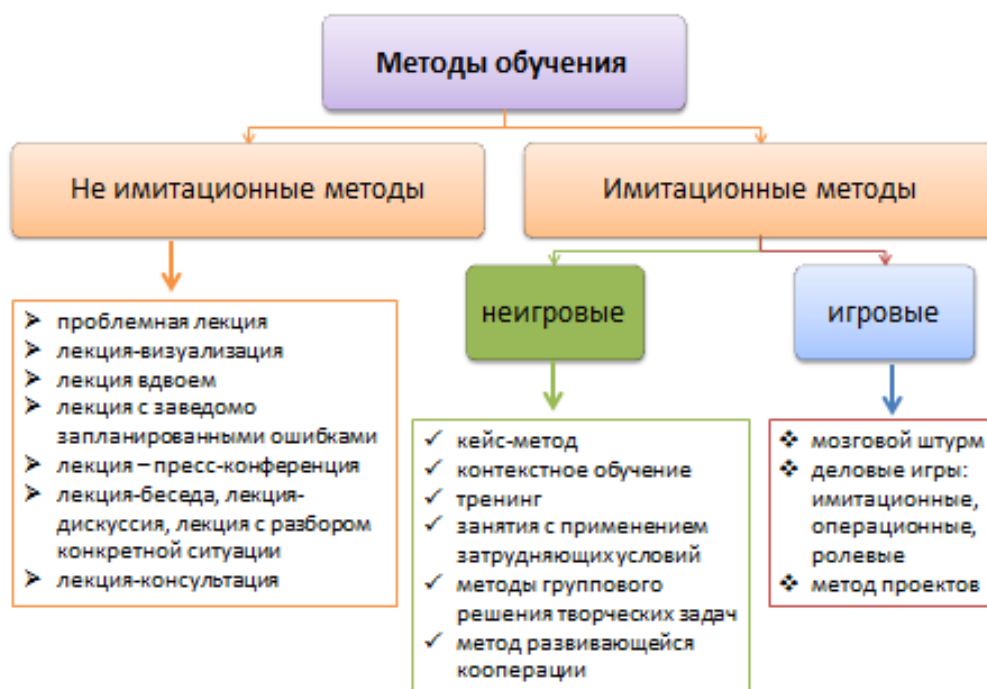 Методы обучения
Не имитационные методы
Имитационные методы
неигровые
игровые
проблемная лекция
лекция-визуализация
лекция вдвоем
лекция с заведомо
запланированными ошибками
лекция – пресс-конференция
лекция-беседа, лекция-
дискуссия, лекция с разбором
конкретной ситуации
лекция-консультация
кейс-метод
контекстное обучение
тренинг
занятия с применением
затрудняющих условий
методы группового
решения творческих задач
метод развивающейся
кооперации
мозговой штурм
деловые игры:
имитационные,
операционные,
ролевые
метод проектов